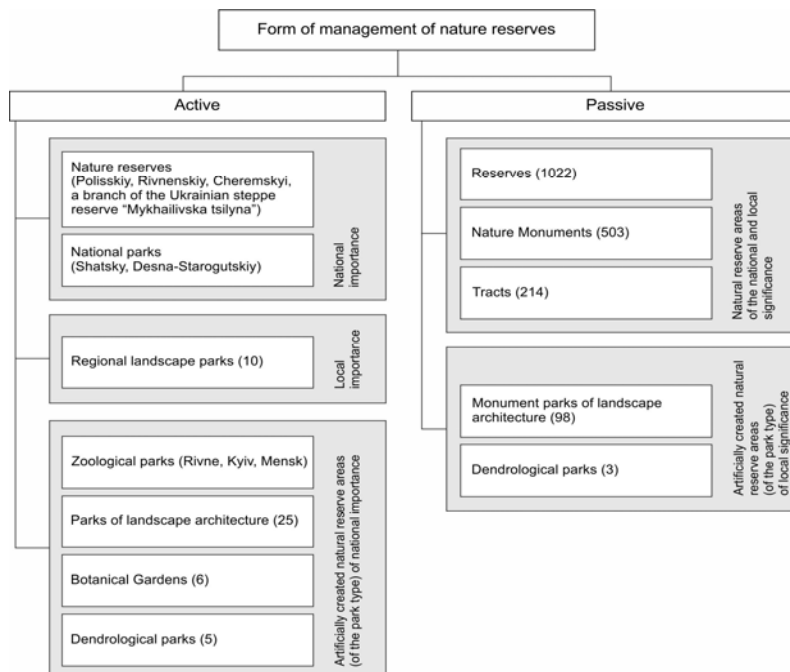 Form of management of nature reserves
Active
Nature reserves
(Polisskiy, Rivnenskiy, Cheremskyi,
a branch of the Ukrainian steppe
reserve “Mykhailivska tsilyna”)
National parks
(Shatsky, Desna-Starogutskiy)
National
importance
Regional landscape parks (10)
Local
importance
Zoological parks (Rivne, Kyiv, Mensk)
Parks of landscape architecture (25)
Botanical Gardens (6)
Dendrological parks (5)
Artificially created natural reserve areas
(of the park type) of national importance
Passive
Reserves (1022)
Nature Monuments (503)
Tracts (214)
Natural reserve areas
of the national and local
significance
Monument parks of landscape
architecture (98)
Dendrological parks (3)
Artificially created natural
reserve areas
(of the park type)
of local significance